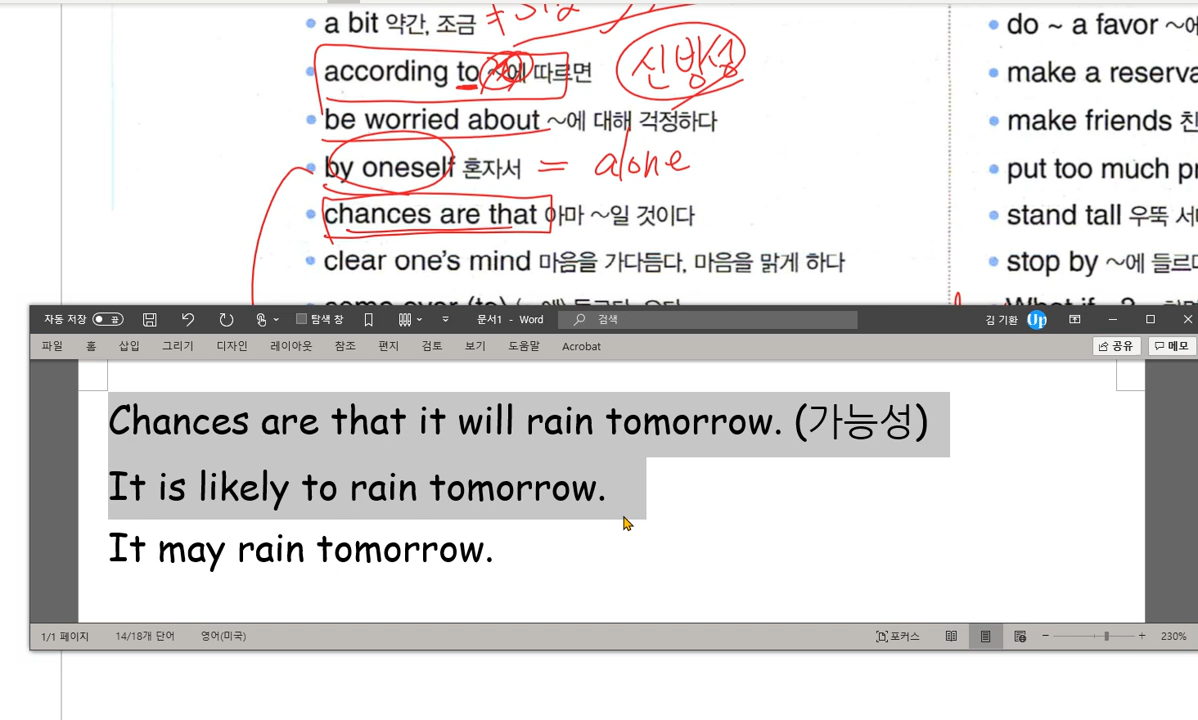 a bit 약간, 조금
according to ~에 따르면
신방성
be worried about ~에 대해 걱정하다
by oneself 혼자서 = alone
chances are that 아마 ~일 것이다
clear one's mind 마음을 가다듬다, 마음을 맑게 하다
do ~ a favor ~에
make a reserva
make friends 친
put too much pr
stand tall 우뚝 서
stop by ~에 들르다
자동 저장 문서1 - Word 검색 김 기환 Up
탐색 창
파일 홈 삽입 그리기 디자인 레이아웃 참조 편지 검토 보기 도움말 Acrobat 공유 메모
Chances are that it will rain tomorrow. (가능성)
It is likely to rain tomorrow.
It may rain tomorrow.
1/1 페이지 14/18개 단어 영어(미국) 포커스 230%